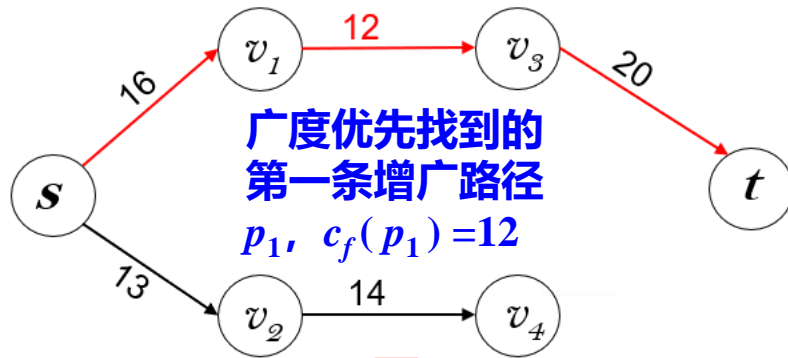 12
v1
v3
16
20
广度优先找到的
第一条增广路径
s
t
p1, cf(p1)=12
13
14
v2
v4